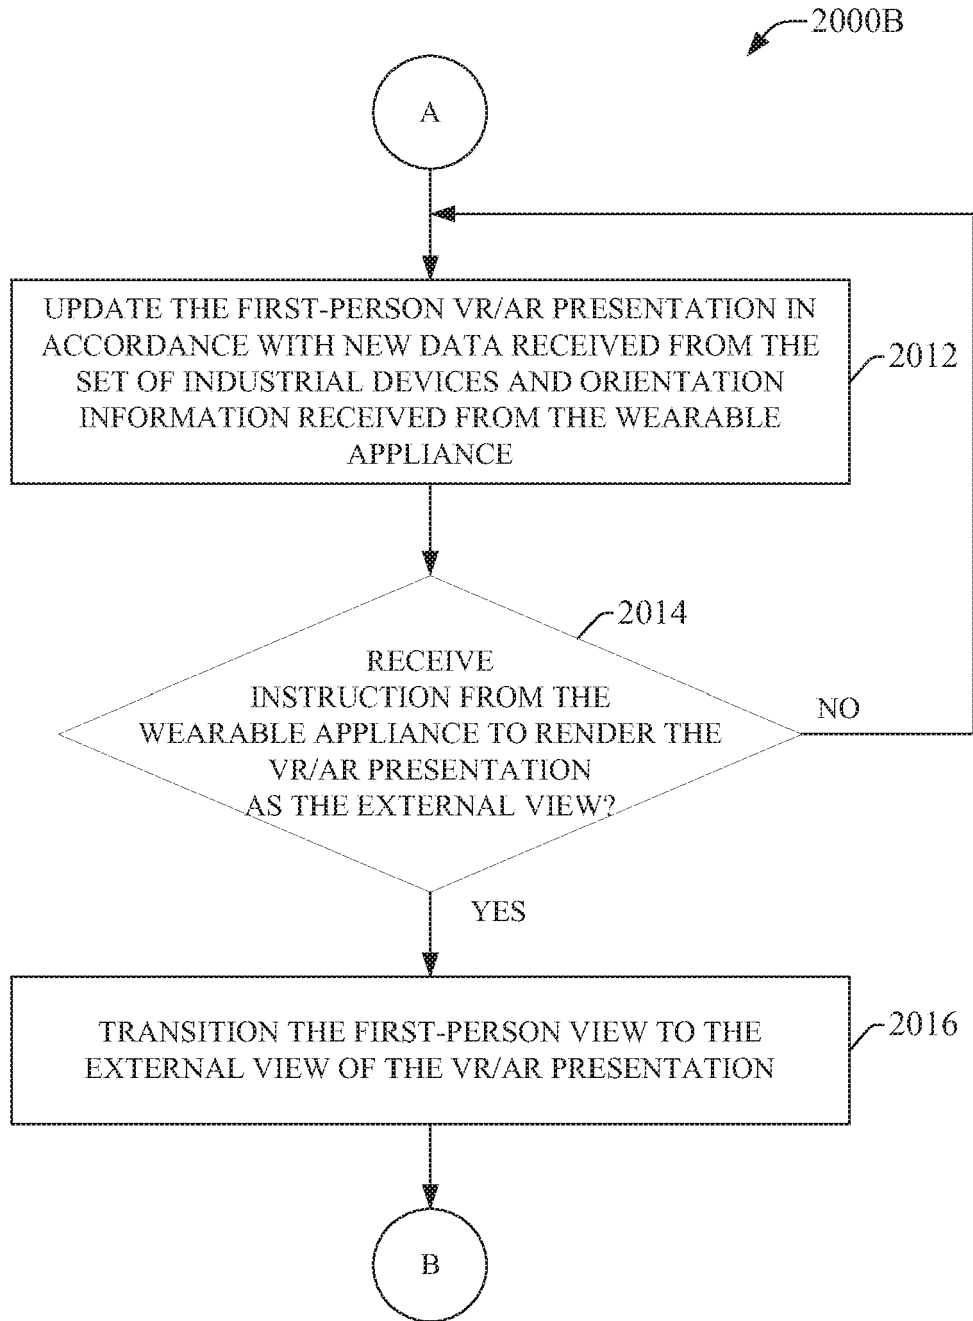 2000B
A
UPDATE THE FIRST-PERSON VR/AR PRESENTATION IN
ACCORDANCE WITH NEW DATA RECEIVED FROM THE
SET OF INDUSTRIAL DEVICES AND ORIENTATION
INFORMATION RECEIVED FROM THE WEARABLE
APPLIANCE
2012
2014
RECEIVE
INSTRUCTION FROM THE
WEARABLE APPLIANCE TO RENDER THE
VR/AR PRESENTATION
AS THE EXTERNAL VIEW?
NO
YES
TRANSITION THE FIRST-PERSON VIEW TO THE
EXTERNAL VIEW OF THE VR/AR PRESENTATION
2016
B